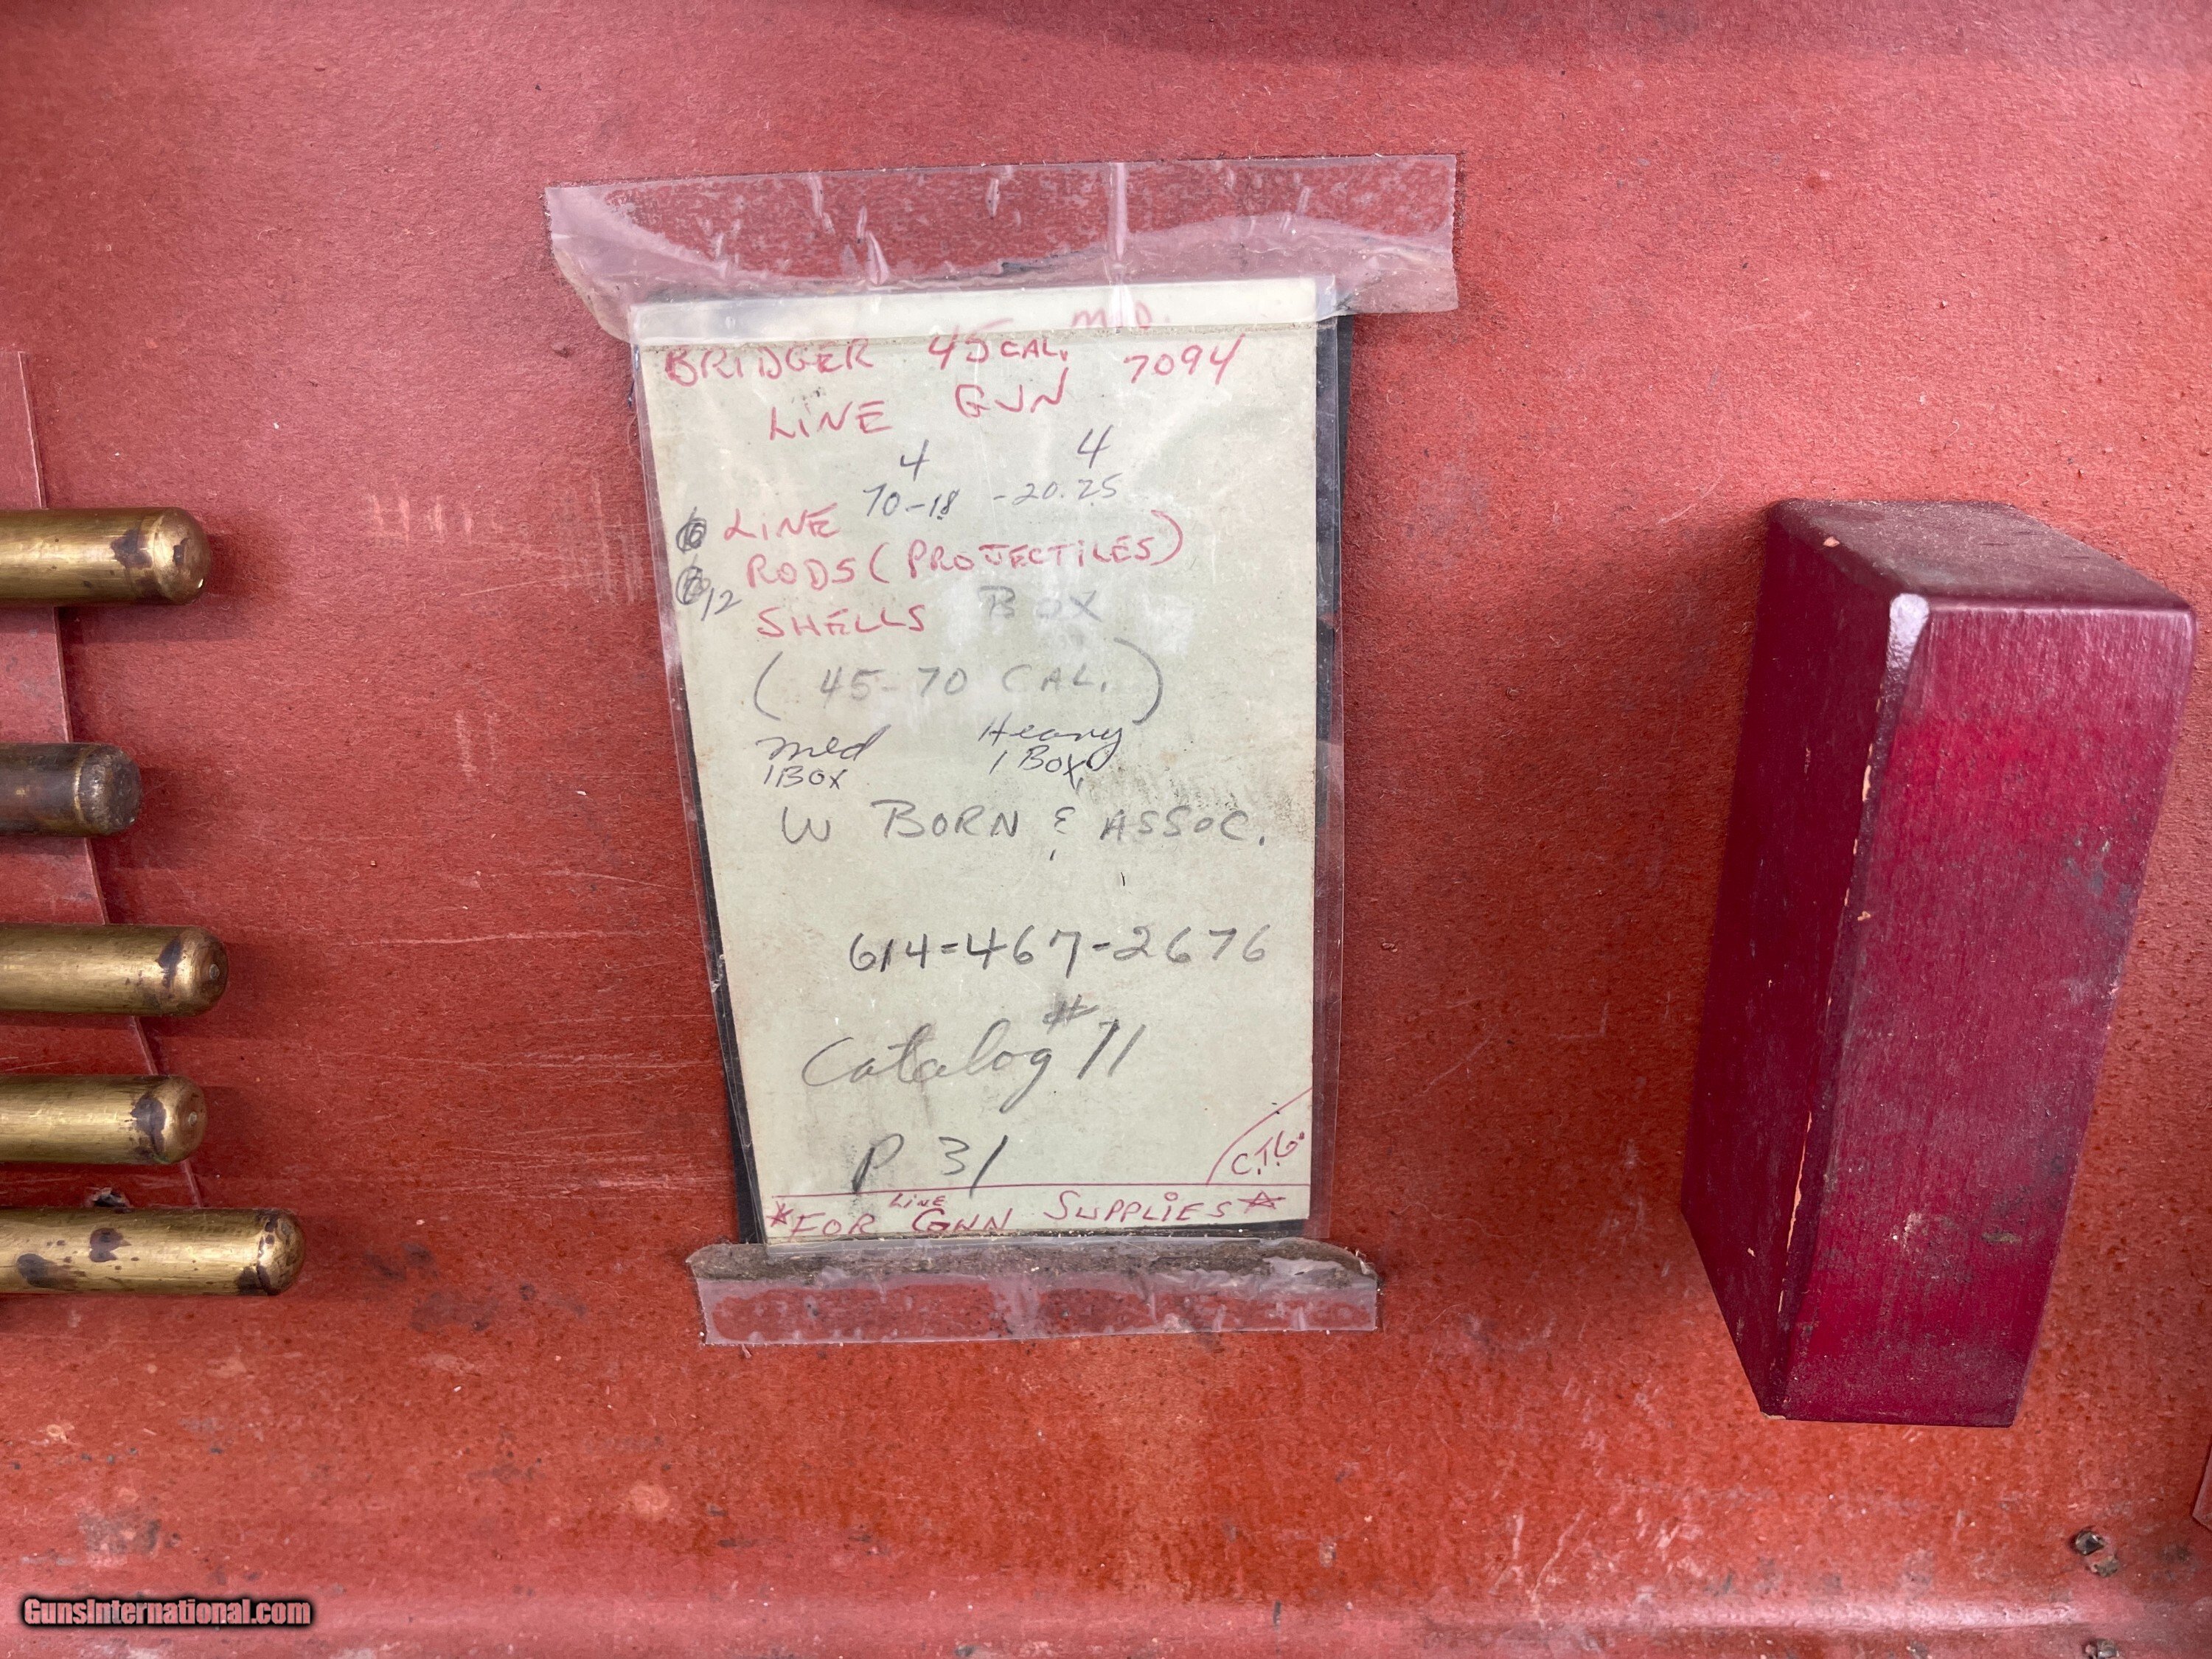 BRIDGER 45 CAL. MOD. 7094
LINE GUN
4 4
70-18 -20.25
LINE
RODS (PROJECTILES)
12
SHELLS BOX
(45-70 CAL.)
Med Heavy
1 BOX 1 BOX
W BORN & ASSOC.
614-467-2676
Catalog #11
P 31
C.T.G.
*FOR LINE GUN SUPPLIES*
GunsInternational.com